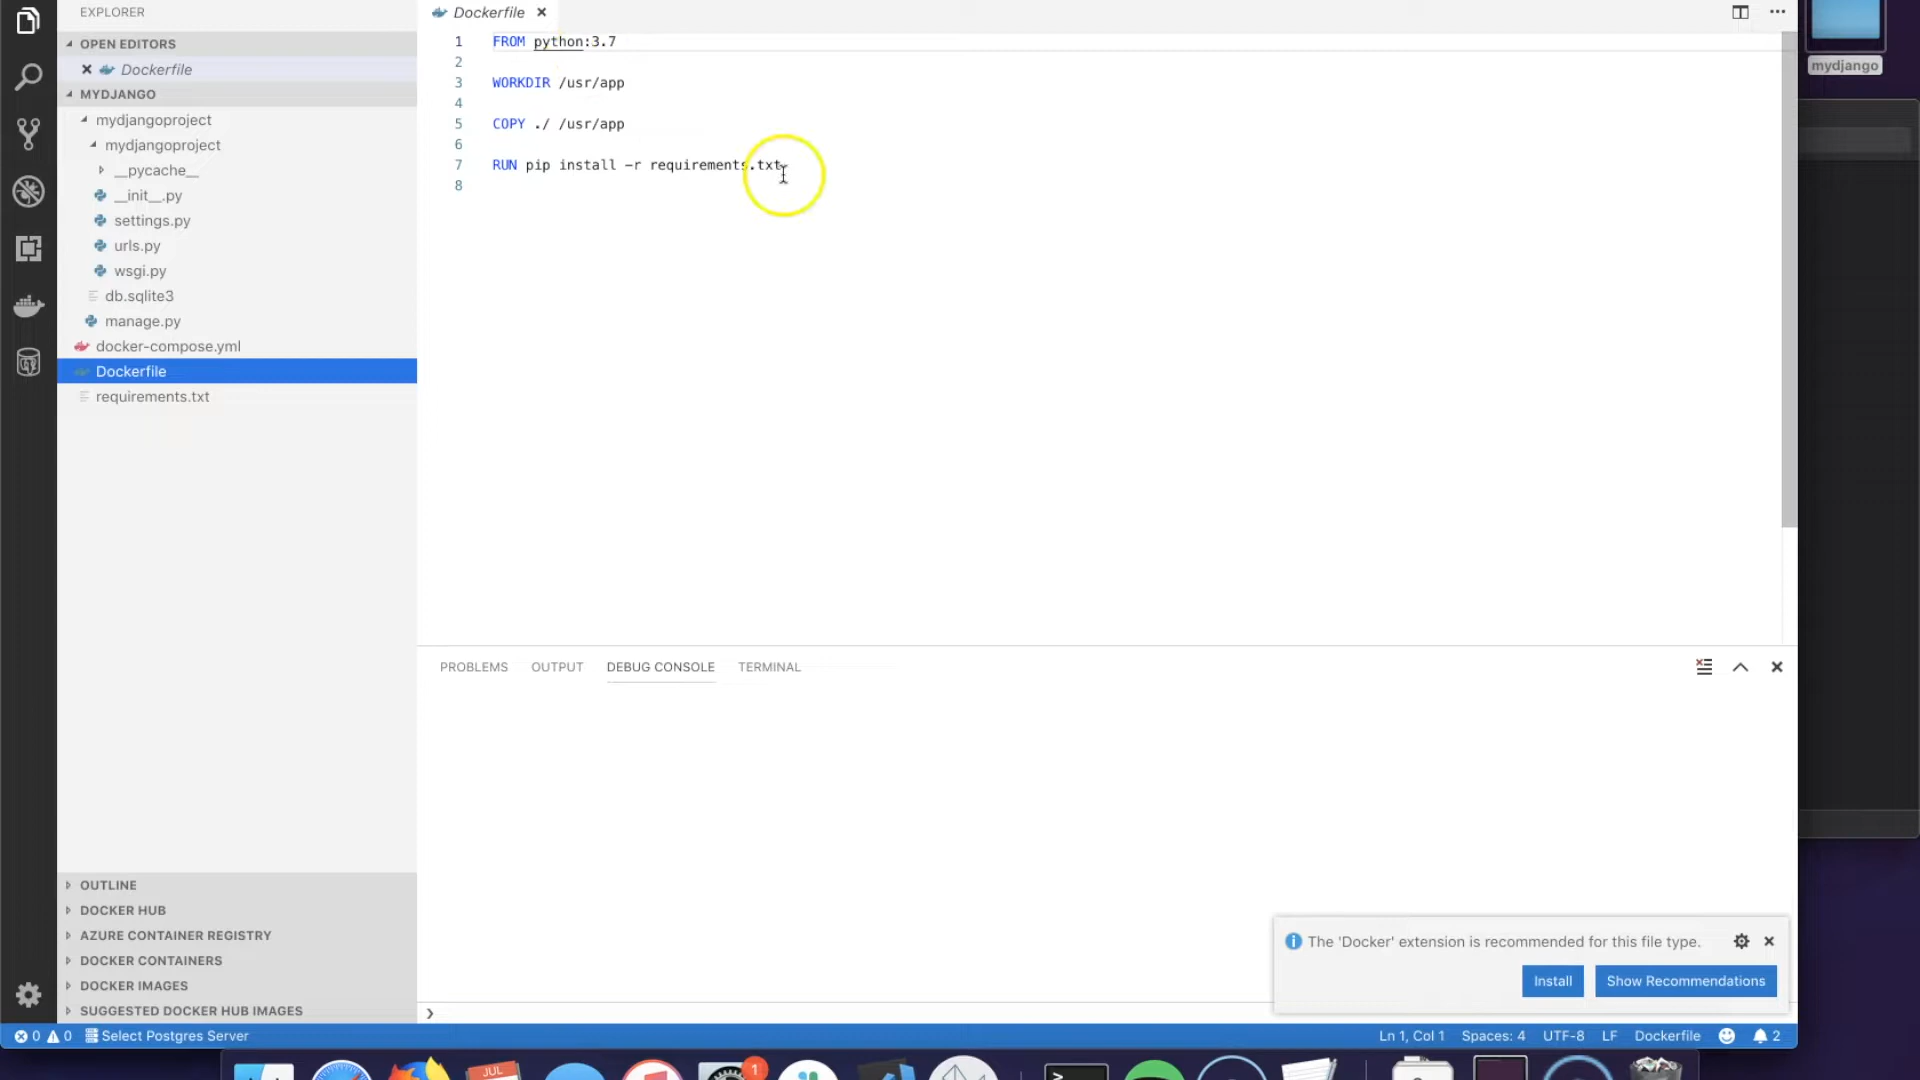 EXPLORER
OPEN EDITORS
Dockerfile
MYDJANGO
mydjangoproject
mydjangoproject
__pycache__
__init__.py
settings.py
urls.py
wsgi.py
db.sqlite3
manage.py
docker-compose.yml
Dockerfile
requirements.txt
OUTLINE
DOCKER HUB
AZURE CONTAINER REGISTRY
DOCKER CONTAINERS
DOCKER IMAGES
SUGGESTED DOCKER HUB IMAGES
Dockerfile
1 FROM python:3.7
2
3 WORKDIR /usr/app
4
5 COPY ./ /usr/app
6
7 RUN pip install -r requirements.txt
8
PROBLEMS OUTPUT DEBUG CONSOLE TERMINAL
The 'Docker' extension is recommended for this file type.
Install Show Recommendations
0 0 Select Postgres Server Ln 1, Col 1 Spaces: 4 UTF-8 LF Dockerfile 2
mydjango
JUL 1